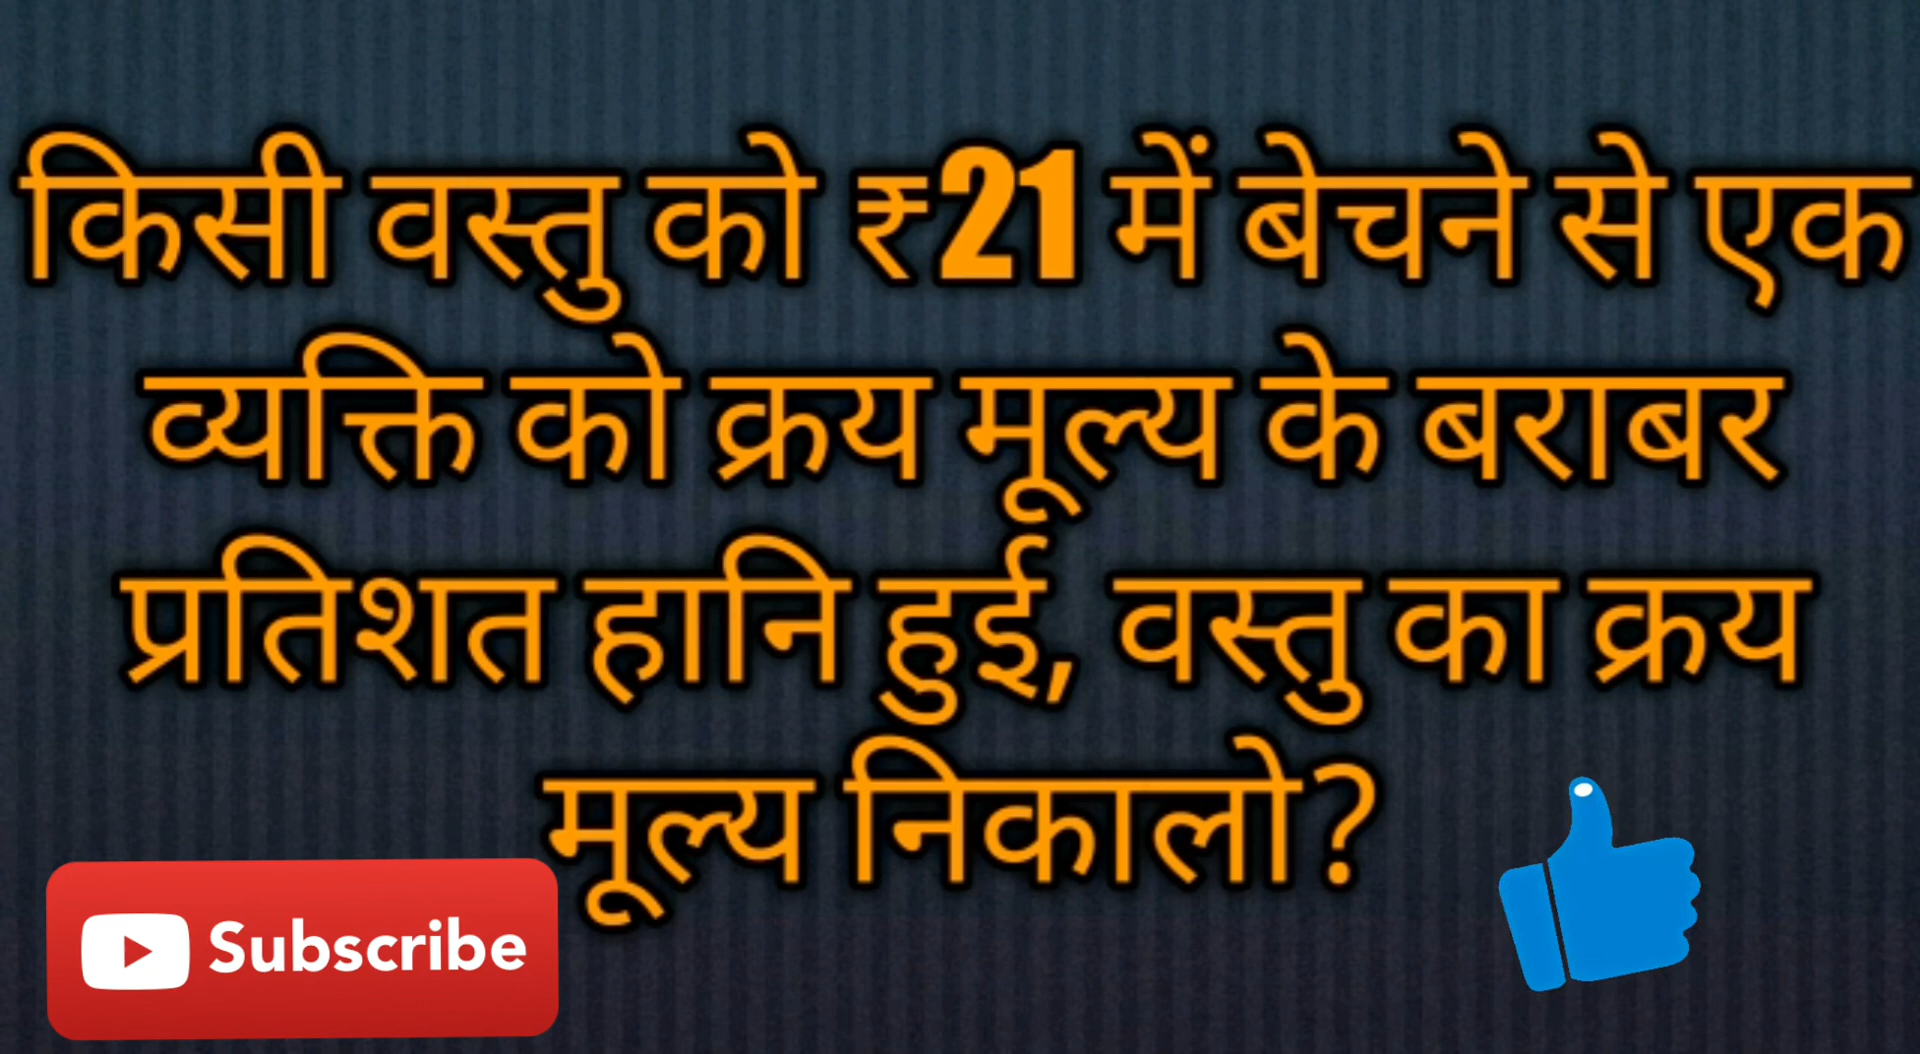 किसी वस्तु को ₹21 में बेचने से एक
व्यक्ति को क्रय मूल्य के बराबर
प्रतिशत हानि हुई, वस्तु का क्रय
मूल्य निकालो?
Subscribe